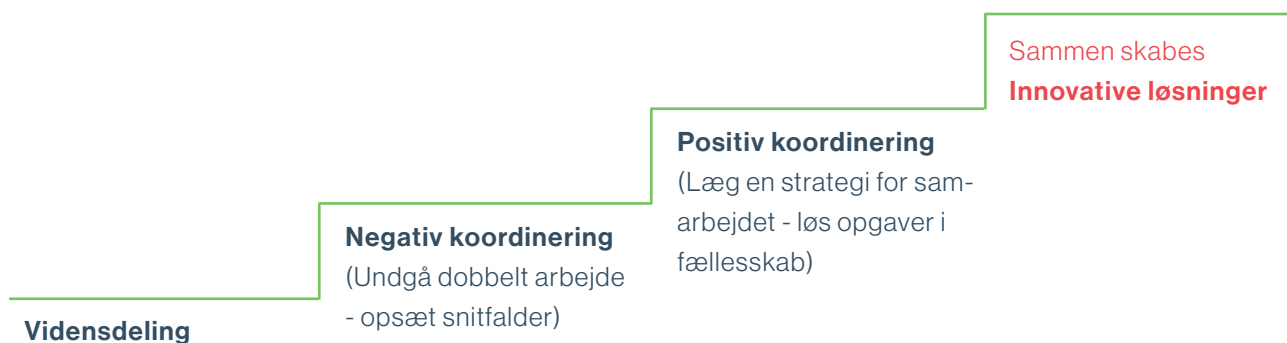 Sammen skabes
Innovative løsninger
Positiv koordinering
(Læg en strategi for sam-
arbejdet - løs opgaver i
fællesskab)
Negativ koordinering
(Undgå dobbelt arbejde
- opsæt snitfalder)
Vidensdeling